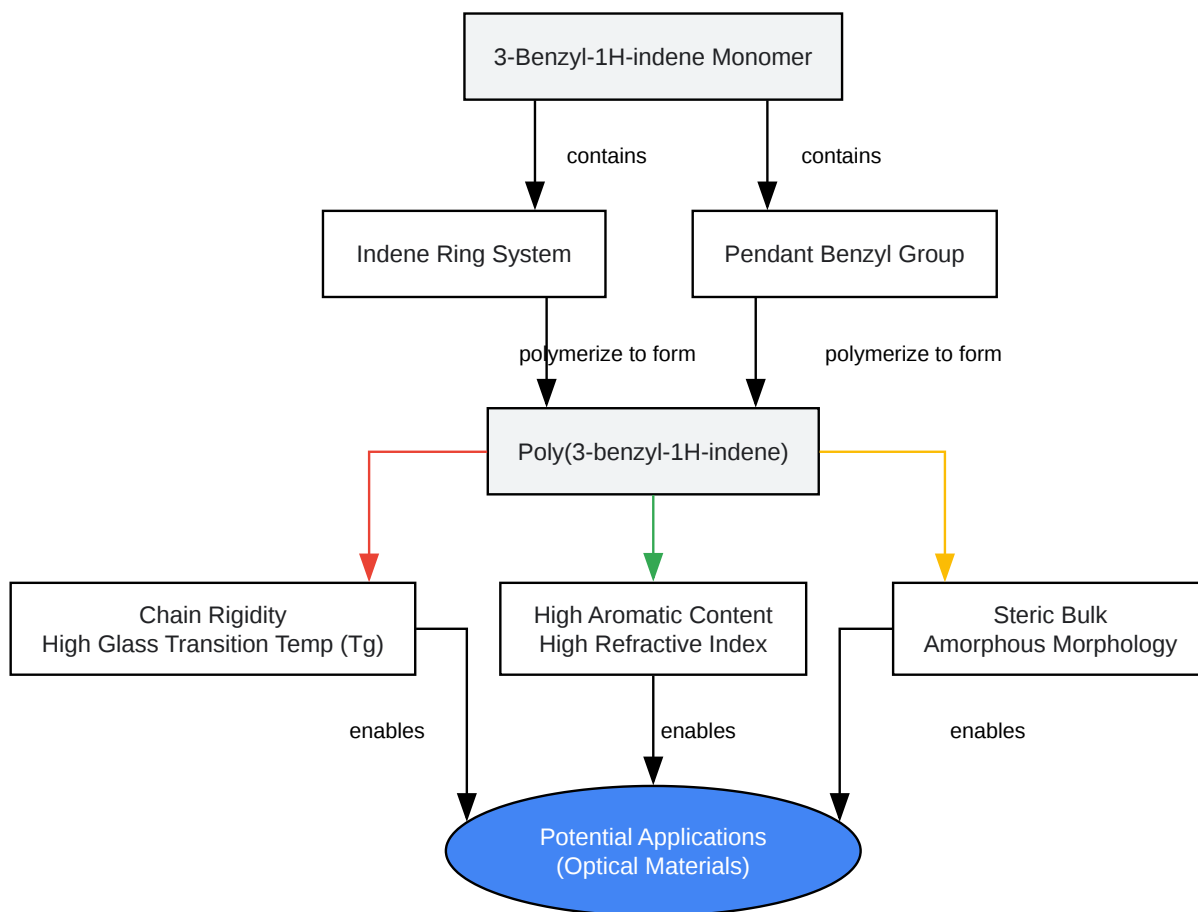 3-Benzyl-1H-indene Monomer
contains
contains
Indene Ring System
Pendant Benzyl Group
polymerize to form
polymerize to form
Poly(3-benzyl-1H-indene)
Chain Rigidity
High Glass Transition Temp (Tg)
High Aromatic Content
High Refractive Index
Steric Bulk
Amorphous Morphology
enables
enables
enables
Potential Applications
(Optical Materials)